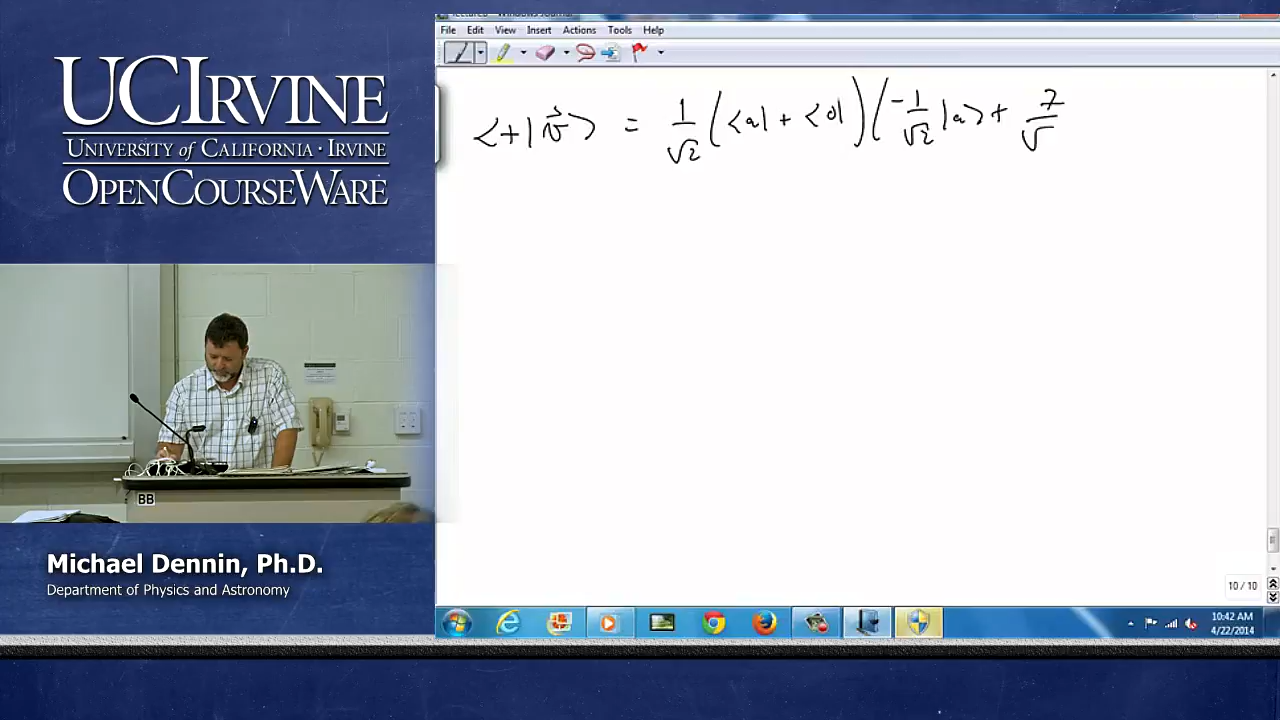 UCIRVINE
UNIVERSITY of CALIFORNIA · IRVINE
OPENCOURSEWARE
BB
Michael Dennin, Ph.D.
Department of Physics and Astronomy
File Edit View Insert Actions Tools Help
<+|v⃗> = 1/√2 (<a| + <d|) (-1/√2 |a> + 7/√
10 / 10
10:42 AM
4/22/2014